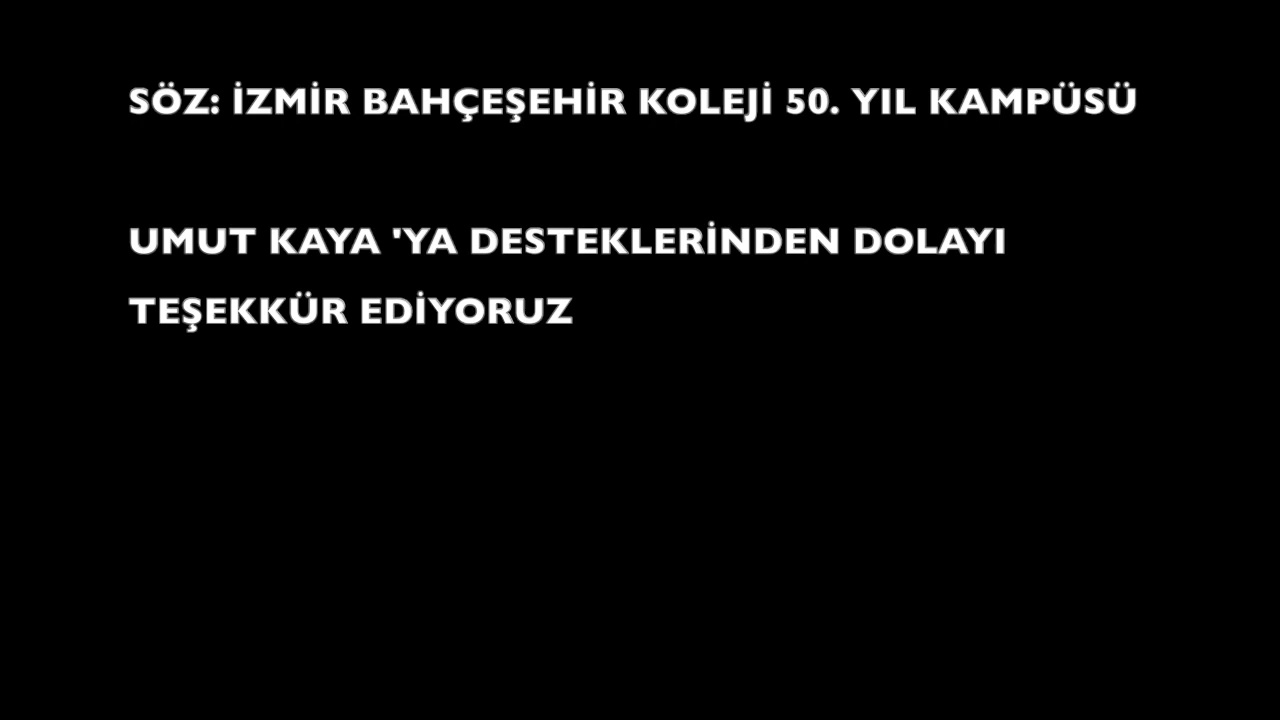 SÖZ: İZMİR BAHÇEŞEHİR KOLEJİ 50. YIL KAMPÜSÜ
UMUT KAYA 'YA DESTEKLERİNDEN DOLAYI
TEŞEKKÜR EDİYORUZ